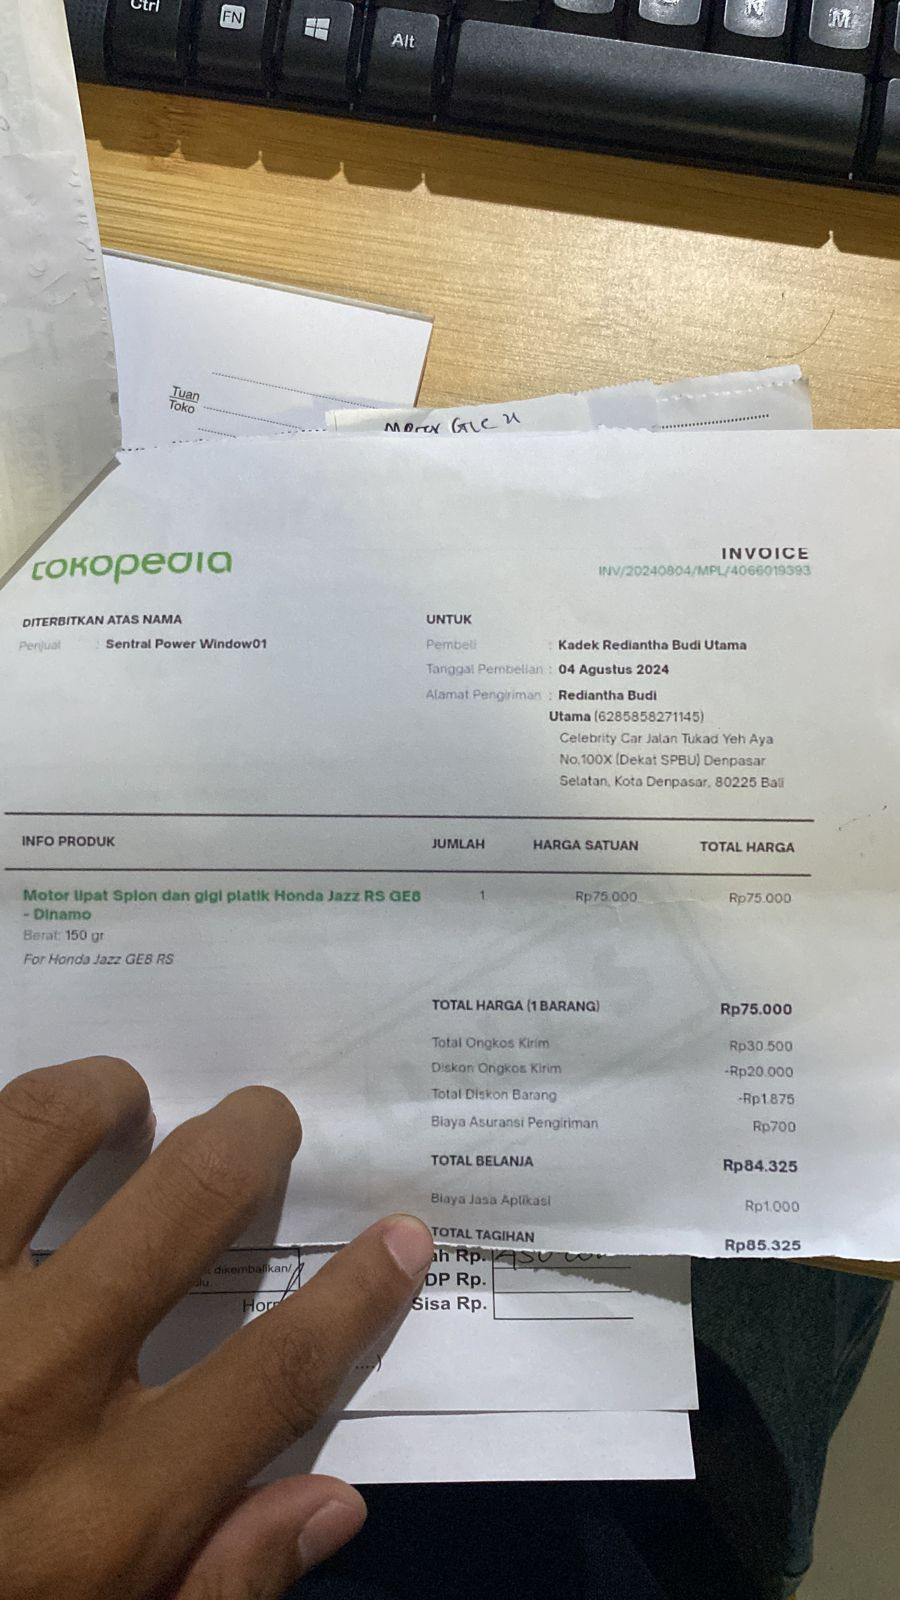 Ctrl
FN
Alt
N
M
Tuan
Toko
Motor
tokopedia
INVOICE
INV/20240804/MPL/4066019393
DITERBITKAN ATAS NAMA
UNTUK
Penjual : Sentral Power Window01
Pembeli : Kadek Rediantha Budi Utama
Tanggal Pembelian : 04 Agustus 2024
Alamat Pengiriman : Rediantha Budi
Utama (6285858271145)
Celebrity Car Jalan Tukad Yeh Aya
No.100X (Dekat SPBU) Denpasar
Selatan, Kota Denpasar, 80225 Bali
INFO PRODUK JUMLAH HARGA SATUAN TOTAL HARGA
Motor lipat Spion dan gigi platik Honda Jazz RS GE8 1 Rp75.000 Rp75.000
- Dinamo
Berat: 150 gr
For Honda Jazz GE8 RS
TOTAL HARGA (1 BARANG) Rp75.000
Total Ongkos Kirim Rp30.500
Diskon Ongkos Kirim -Rp20.000
Total Diskon Barang -Rp1.875
Biaya Asuransi Pengiriman Rp700
TOTAL BELANJA Rp84.325
Biaya Jasa Aplikasi Rp1.000
TOTAL TAGIHAN Rp85.325
ah Rp.
dikembalikan/
DP Rp.
lu.
Sisa Rp.
Hor
....)